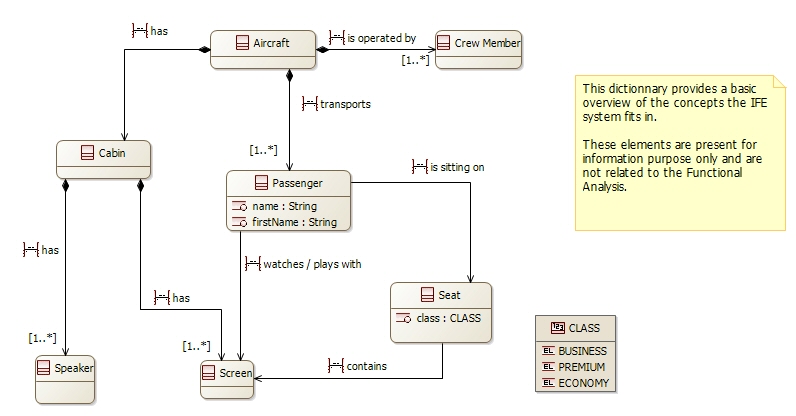 has
Aircraft
is operated by
Crew Member
[1..*]
transports
This dictionnary provides a basic
overview of the concepts the IFE
system fits in.
These elements are present for
information purpose only and are
not related to the Functional
Analysis.
Cabin
[1..*]
is sitting on
Passenger
name : String
firstName : String
has
watches / plays with
has
Seat
class : CLASS
[1..*]
[1..*]
Speaker
Screen
contains
CLASS
BUSINESS
PREMIUM
ECONOMY